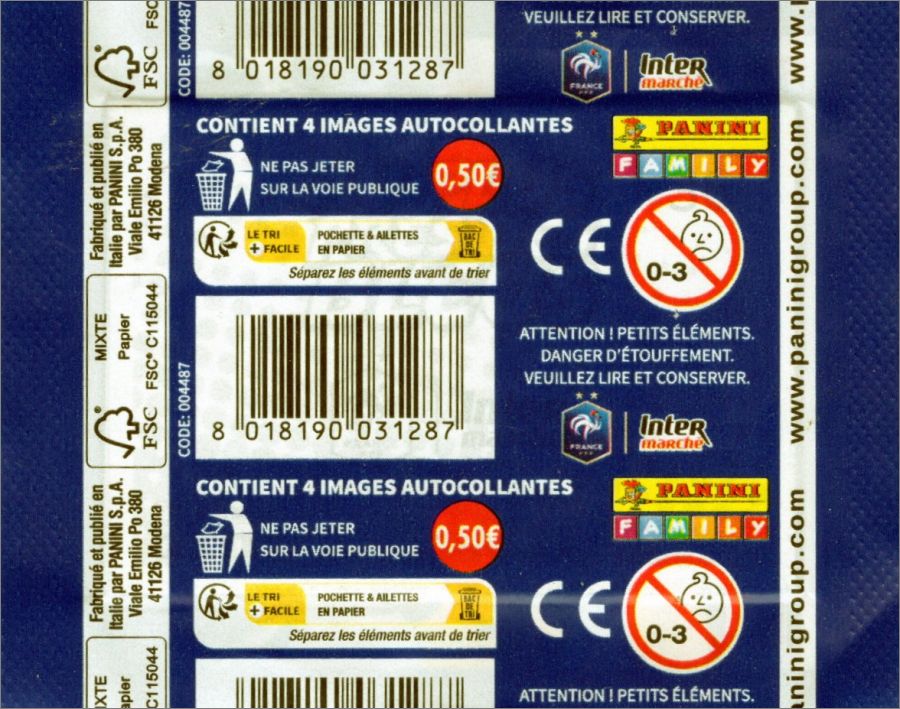 VEUILLEZ LIRE ET CONSERVER.
FSC
FSC
CODE: 004487
8 018190 031287
FRANCE
Inter
marché
www.
CONTIENT 4 IMAGES AUTOCOLLANTES
NE PAS JETER
SUR LA VOIE PUBLIQUE
0,50€
PANINI
FAMILY
LE TRI
+ FACILE
POCHETTE & AILETTES
EN PAPIER
BAC
DE
TRI
Séparez les éléments avant de trier
CE
0-3
Fabriqué et publié en
Italie par PANINI S.p.A.
Viale Emilio Po 380
41126 Modena
www.paninigroup.com
MIXTE
Papier
FSC® C115044
FSC
CODE: 004487
8 018190 031287
ATTENTION ! PETITS ÉLÉMENTS.
DANGER D'ÉTOUFFEMENT.
VEUILLEZ LIRE ET CONSERVER.
FRANCE
Inter
marché
CONTIENT 4 IMAGES AUTOCOLLANTES
NE PAS JETER
SUR LA VOIE PUBLIQUE
0,50€
PANINI
FAMILY
LE TRI
+ FACILE
POCHETTE & AILETTES
EN PAPIER
BAC
DE
TRI
Séparez les éléments avant de trier
CE
0-3
Fabriqué et publié en
Italie par PANINI S.p.A.
Viale Emilio Po 380
41126 Modena
aninigroup.com
IXTE
apier
C115044
ATTENTION ! PETITS ÉLÉMENTS.